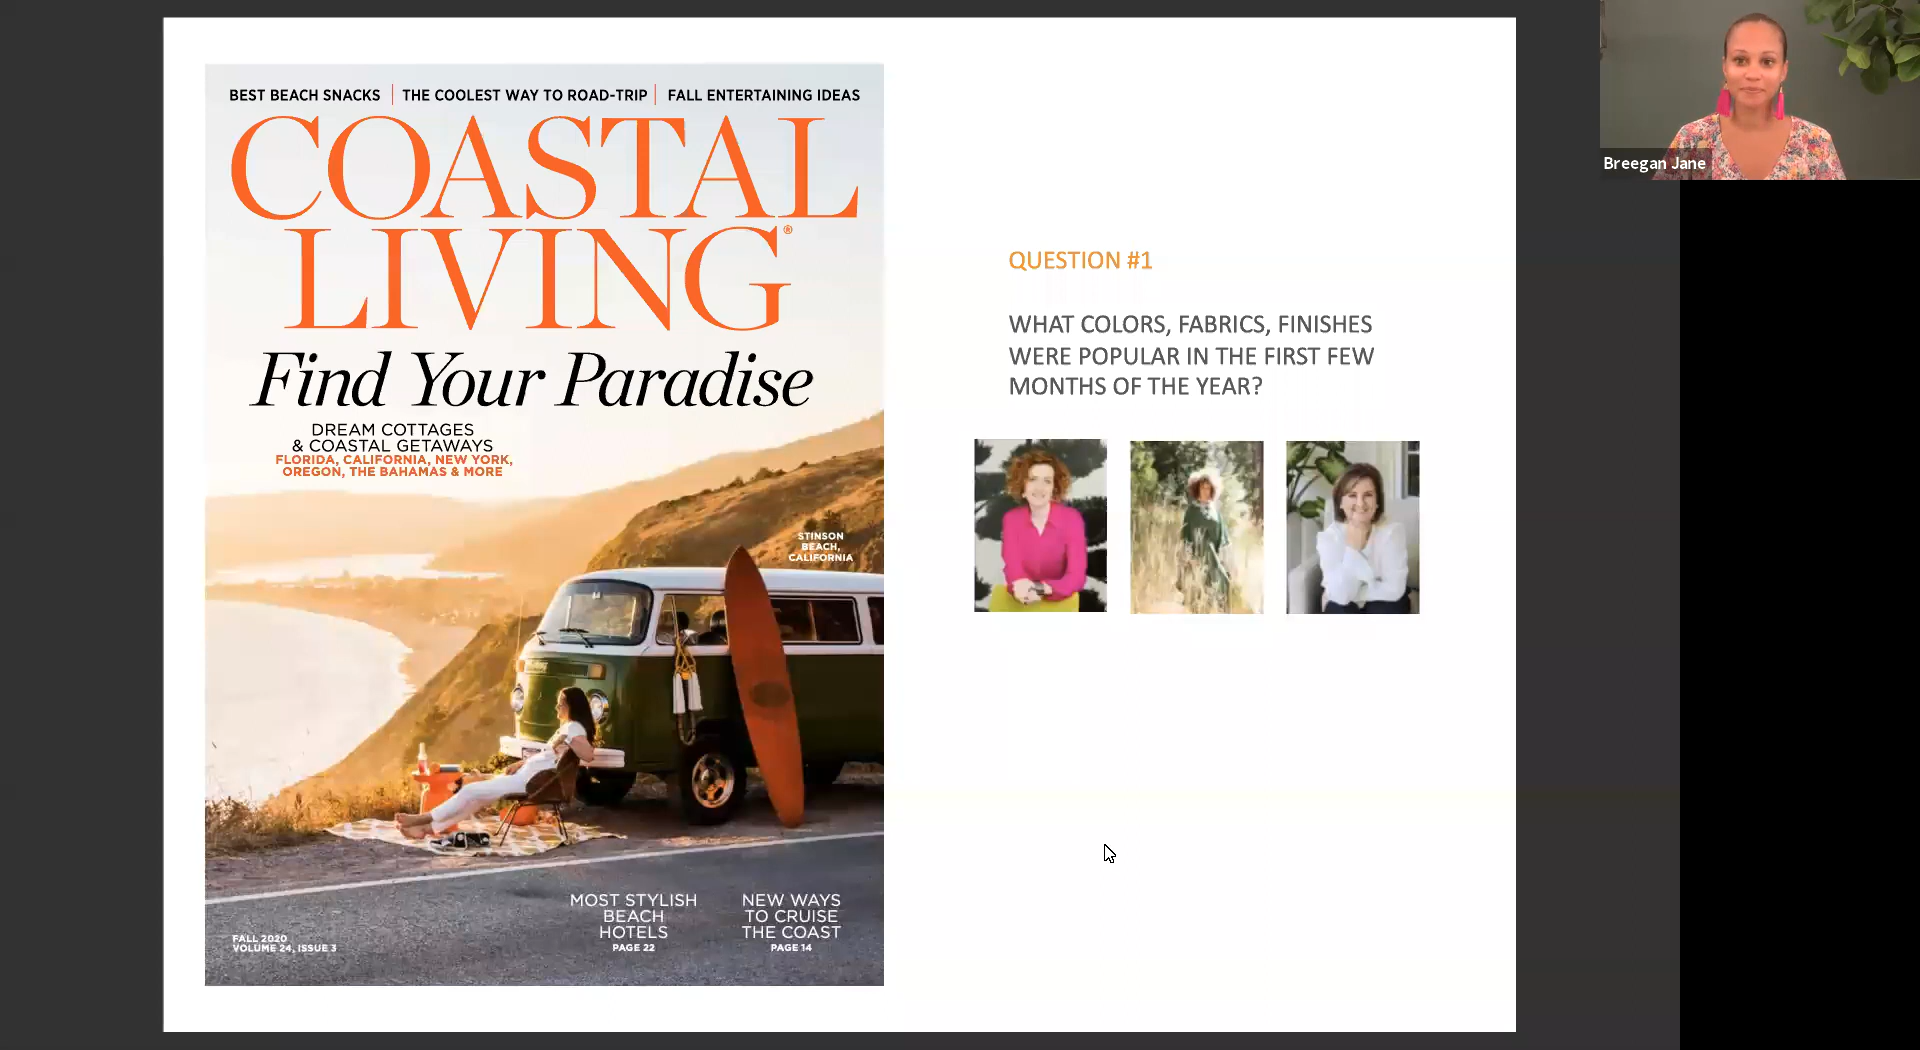 BEST BEACH SNACKS | THE COOLEST WAY TO ROAD-TRIP | FALL ENTERTAINING IDEAS
COASTAL
LIVING®
Find Your Paradise
DREAM COTTAGES
& COASTAL GETAWAYS
FLORIDA, CALIFORNIA, NEW YORK,
OREGON, THE BAHAMAS & MORE
STINSON
BEACH,
CALIFORNIA
MOST STYLISH
BEACH
HOTELS
PAGE 22
NEW WAYS
TO CRUISE
THE COAST
PAGE 14
FALL 2020
VOLUME 24, ISSUE 3
QUESTION #1
WHAT COLORS, FABRICS, FINISHES
WERE POPULAR IN THE FIRST FEW
MONTHS OF THE YEAR?
Breegan Jane